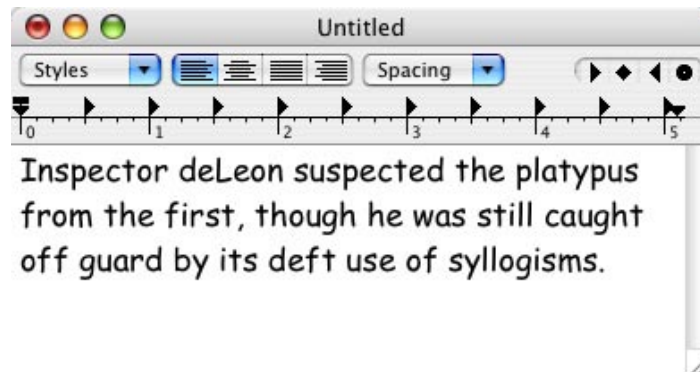 Untitled
Styles Spacing
0 1 2 3 4 5
Inspector deLeon suspected the platypus
from the first, though he was still caught
off guard by its deft use of syllogisms.